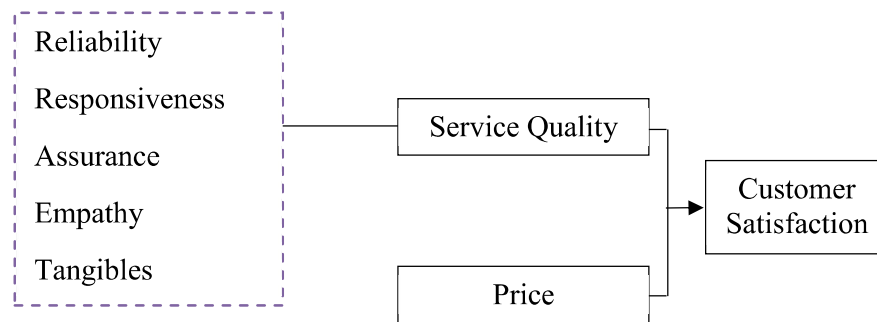 Reliability
Responsiveness
Assurance
Empathy
Tangibles
Service Quality
Price
Customer
Satisfaction